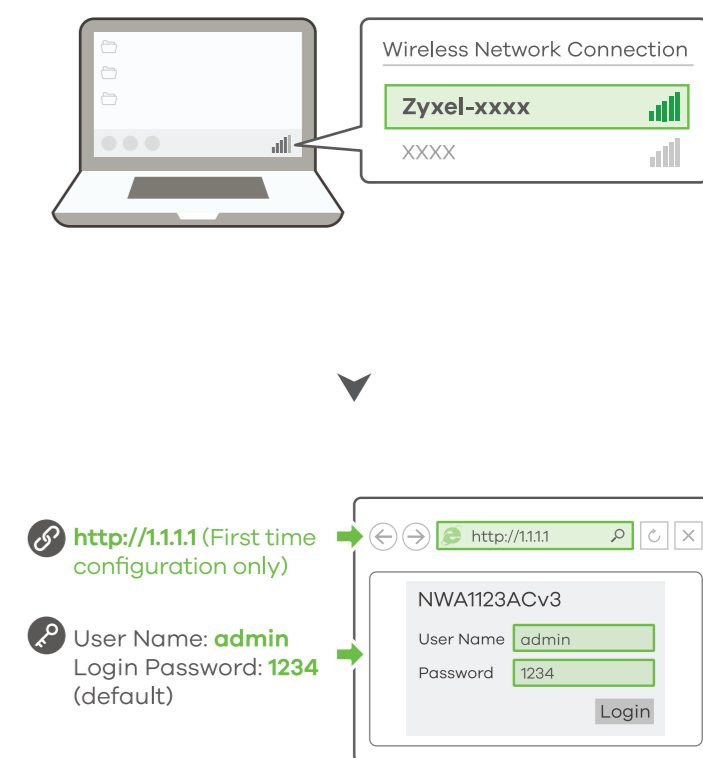 Wireless Network Connection
Zyxel-xxxx
XXXX
http://1.1.1.1 (First time
configuration only)
http://1.1.1.1
User Name: admin
Login Password: 1234
(default)
NWA1123ACv3
User Name admin
Password 1234
Login